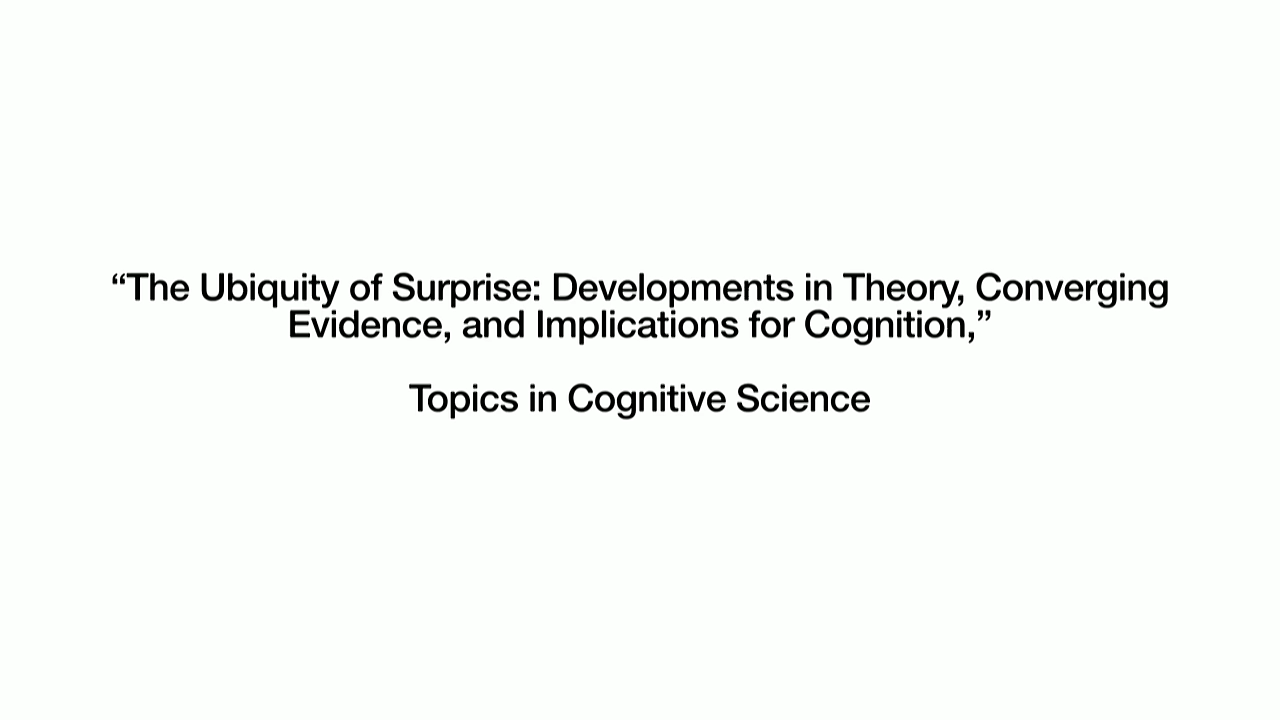 “The Ubiquity of Surprise: Developments in Theory, Converging
Evidence, and Implications for Cognition,”
Topics in Cognitive Science